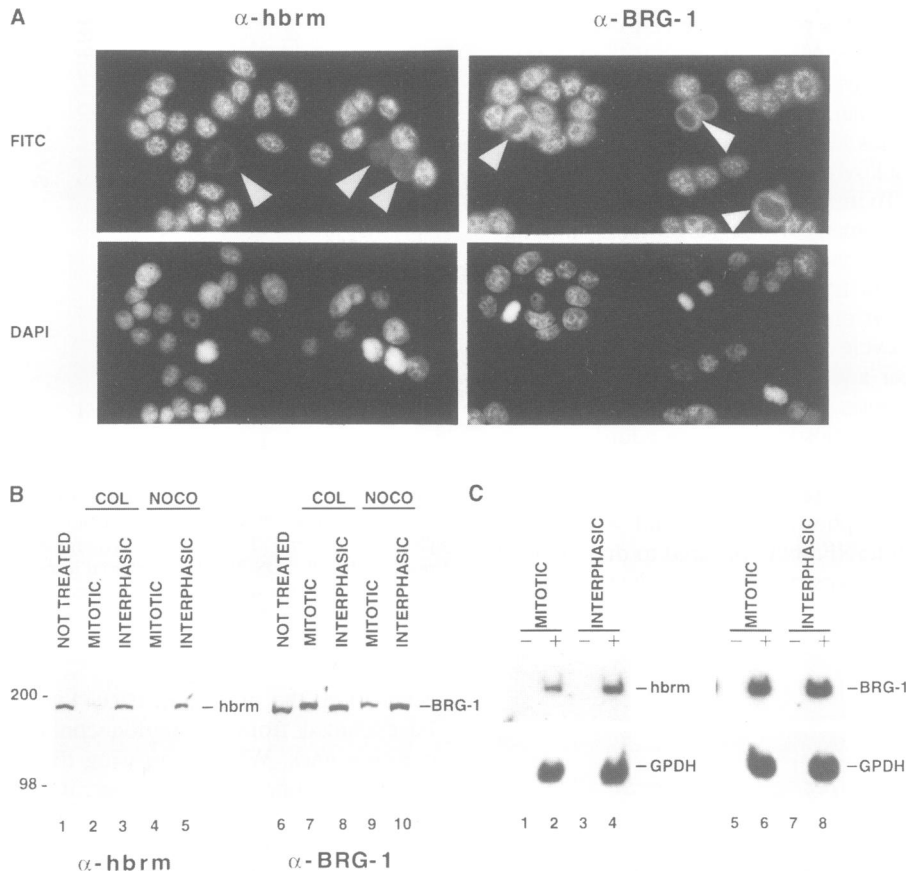 A
α-hbrm
α-BRG-1
FITC
DAPI
B
COL
NOCO
COL
NOCO
NOT TREATED
MITOTIC
INTERPHASIC
MITOTIC
INTERPHASIC
NOT TREATED
MITOTIC
INTERPHASIC
MITOTIC
INTERPHASIC
200 -
- hbrm
-BRG-1
98 -
1 2 3 4 5 6 7 8 9 10
α-hbrm
α-BRG-1
C
MITOTIC
INTERPHASIC
MITOTIC
INTERPHASIC
- + - + - + - +
-hbrm
-BRG-1
-GPDH
-GPDH
1 2 3 4 5 6 7 8